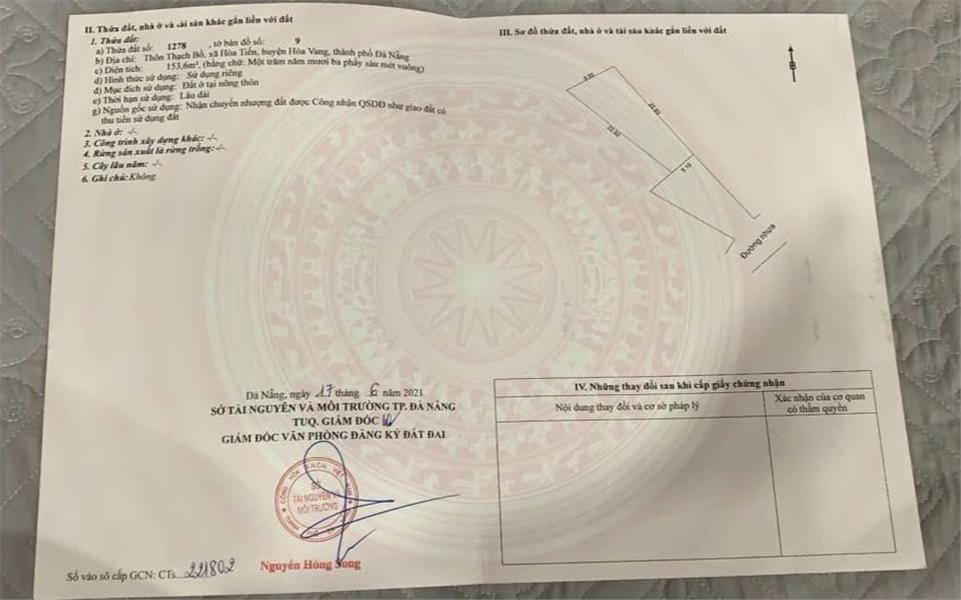 II. Thửa đất, nhà ở và tài sản khác gắn liền với đất
1. Thửa đất:
a) Thửa đất số: 1278 , tờ bản đồ số: 9
b) Địa chỉ: Thôn Thạch Bồ, xã Hòa Tiến, huyện Hòa Vang, thành phố Đà Nẵng
c) Diện tích: 153,6m², (bằng chữ: Một trăm năm mươi ba phẩy sáu mét vuông)
d) Hình thức sử dụng: Sử dụng riêng
đ) Mục đích sử dụng: Đất ở tại nông thôn
e) Thời hạn sử dụng: Lâu dài
g) Nguồn gốc sử dụng: Nhận chuyển nhượng đất được Công nhận QSDĐ như giao đất có
thu tiền sử dụng đất
2. Nhà ở: -/-
3. Công trình xây dựng khác: -/-
4. Rừng sản xuất là rừng trồng: -/-
5. Cây lâu năm: -/-
6. Ghi chú: Không
III. Sơ đồ thửa đất, nhà ở và tài sản khác gắn liền với đất
B
5.10
Đường nhựa
Đà Nẵng, ngày 17 tháng 6 năm 2021
SỞ TÀI NGUYÊN VÀ MÔI TRƯỜNG TP. ĐÀ NẴNG
TUQ. GIÁM ĐỐC
GIÁM ĐỐC VĂN PHÒNG ĐĂNG KÝ ĐẤT ĐAI
SỞ
TÀI NGUYÊN VÀ
MÔI TRƯỜNG
Nguyễn Hồng Song
Số vào sổ cấp GCN: CTs 221802
IV. Những thay đổi sau khi cấp giấy chứng nhận
Nội dung thay đổi và cơ sở pháp lý
Xác nhận của cơ quan
có thẩm quyền